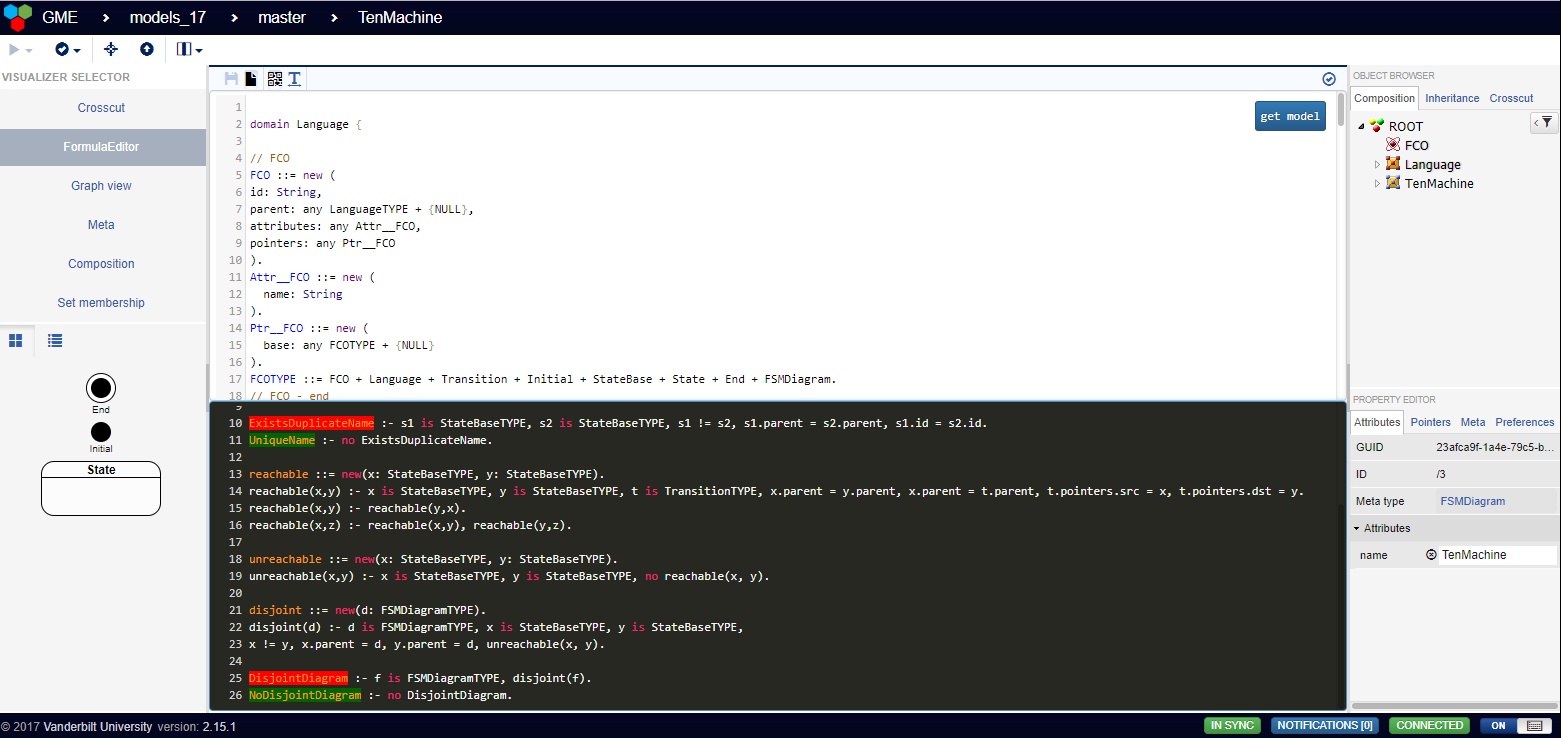 GME > models_17 > master > TenMachine
VISUALIZER SELECTOR
Crosscut
FormulaEditor
Graph view
Meta
Composition
Set membership
End
Initial
State
get model
1
2 domain Language {
3
4 // FCO
5 FCO ::= new (
6 id: String,
7 parent: any LanguageTYPE + {NULL},
8 attributes: any Attr__FCO,
9 pointers: any Ptr__FCO
10 ).
11 Attr__FCO ::= new (
12 name: String
13 ).
14 Ptr__FCO ::= new (
15 base: any FCOTYPE + {NULL}
16 ).
17 FCOTYPE ::= FCO + Language + Transition + Initial + StateBase + State + End + FSMDiagram.
18 // FCO - end
9
10 ExistsDuplicateName :- s1 is StateBaseTYPE, s2 is StateBaseTYPE, s1 != s2, s1.parent = s2.parent, s1.id = s2.id.
11 UniqueName :- no ExistsDuplicateName.
12
13 reachable ::= new(x: StateBaseTYPE, y: StateBaseTYPE).
14 reachable(x,y) :- x is StateBaseTYPE, y is StateBaseTYPE, t is TransitionTYPE, x.parent = y.parent, x.parent = t.parent, t.pointers.src = x, t.pointers.dst = y.
15 reachable(x,y) :- reachable(y,x).
16 reachable(x,z) :- reachable(x,y), reachable(y,z).
17
18 unreachable ::= new(x: StateBaseTYPE, y: StateBaseTYPE).
19 unreachable(x,y) :- x is StateBaseTYPE, y is StateBaseTYPE, no reachable(x, y).
20
21 disjoint ::= new(d: FSMDiagramTYPE).
22 disjoint(d) :- d is FSMDiagramTYPE, x is StateBaseTYPE, y is StateBaseTYPE,
23 x != y, x.parent = d, y.parent = d, unreachable(x, y).
24
25 DisjointDiagram :- f is FSMDiagramTYPE, disjoint(f).
26 NoDisjointDiagram :- no DisjointDiagram.
OBJECT BROWSER
Composition Inheritance Crosscut
ROOT
FCO
Language
TenMachine
PROPERTY EDITOR
Attributes Pointers Meta Preferences
GUID 23afca9f-1a4e-79c5-b...
ID /3
Meta type FSMDiagram
Attributes
name TenMachine
© 2017 Vanderbilt University version: 2.15.1
IN SYNC NOTIFICATIONS [0] CONNECTED ON